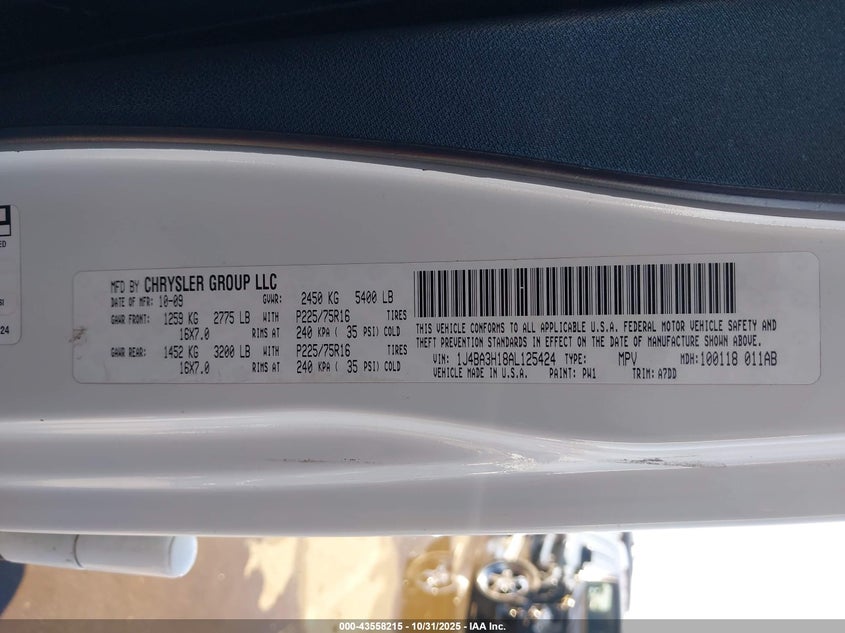 MFD BY CHRYSLER GROUP LLC
DATE OF MFR: 10-09 GVWR: 2450 KG 5400 LB
GAWR FRONT: 1259 KG 2775 LB WITH P225/75R16 TIRES
16X7.0 RIMS AT 240 KPA ( 35 PSI) COLD
GAWR REAR: 1452 KG 3200 LB WITH P225/75R16 TIRES
16X7.0 RIMS AT 240 KPA ( 35 PSI) COLD
THIS VEHICLE CONFORMS TO ALL APPLICABLE U.S.A. FEDERAL MOTOR VEHICLE SAFETY AND
THEFT PREVENTION STANDARDS IN EFFECT ON THE DATE OF MANUFACTURE SHOWN ABOVE.
VIN: 1J4BA3H18AL125424 TYPE: MPV MDH: 100118 011AB
VEHICLE MADE IN U.S.A. PAINT: PW1 TRIM: A7DD
24
000-43558215 - 10/31/2025 - Copyright © IAA, Inc.